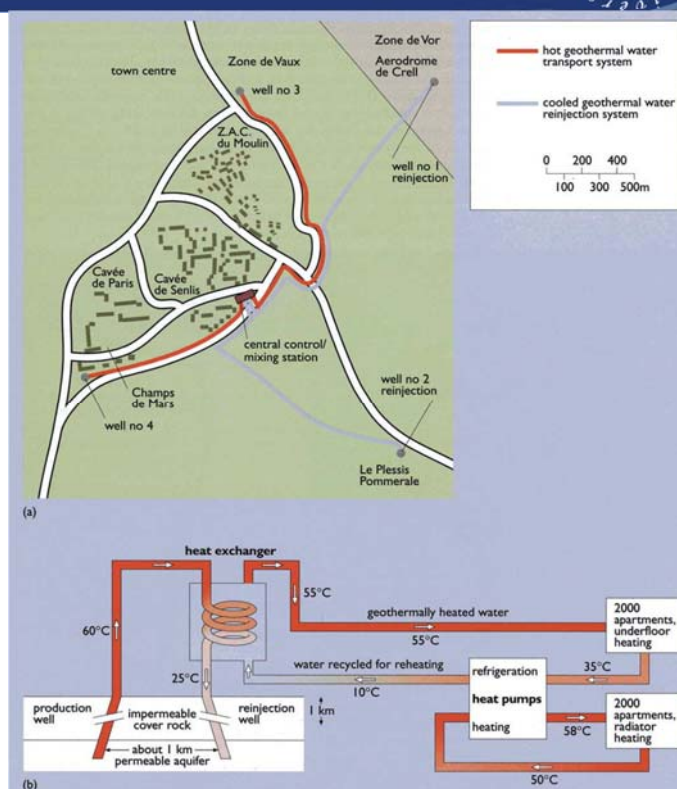 town centre
Zone de Vaux
well no 3
Zone de Vor
Aerodrome
de Crell
Z.A.C.
du Moulin
well no 1
reinjection
Cavée
de Paris
Cavée
de Senlis
central control/
mixing station
Champs
de Mars
well no 4
well no 2
reinjection
Le Plessis
Pommerale
hot geothermal water
transport system
cooled geothermal water
reinjection system
0 200 400
100 300 500m
(a)
heat exchanger
60°C
55°C
geothermally heated water
55°C
2000
apartments,
underfloor
heating
25°C
water recycled for reheating
10°C
refrigeration
heat pumps
heating
35°C
production
well
impermeable
cover rock
reinjection
well
1 km
about 1 km
permeable aquifer
58°C
2000
apartments,
radiator
heating
50°C
(b)